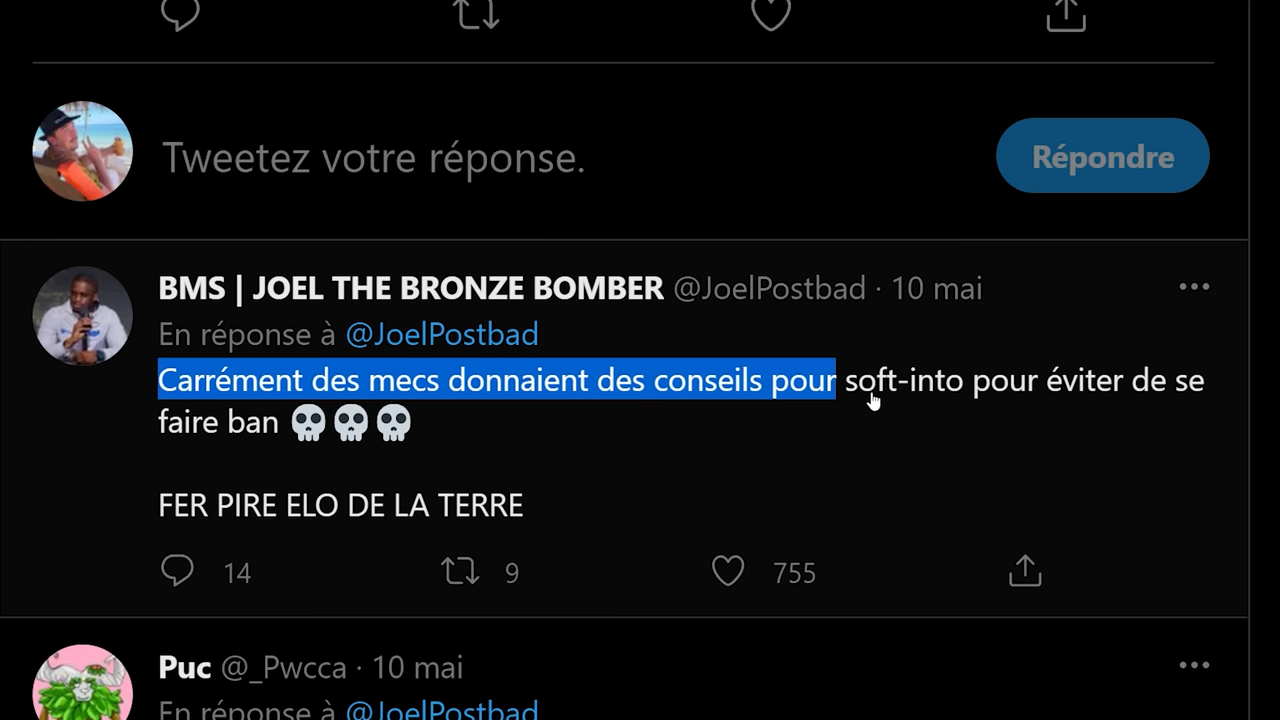 Tweetez votre réponse.
Répondre
BMS | JOEL THE BRONZE BOMBER @JoelPostbad · 10 mai
En réponse à @JoelPostbad
Carrément des mecs donnaient des conseils pour soft-into pour éviter de se
faire ban 💀💀💀
FER PIRE ELO DE LA TERRE
14 9 755
Puc @_Pwcca · 10 mai
En réponse à @JoelPostbad